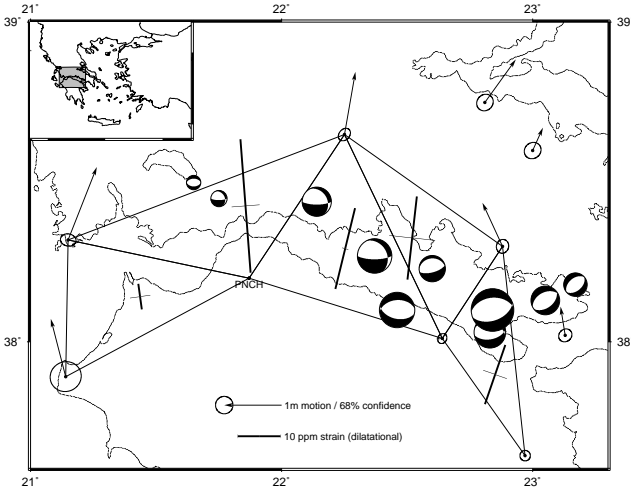 21˚ 22˚ 23˚
39˚ 39˚
PNCH
38˚ 38˚
1m motion / 68% confidence
10 ppm strain (dilatational)
21˚ 22˚ 23˚